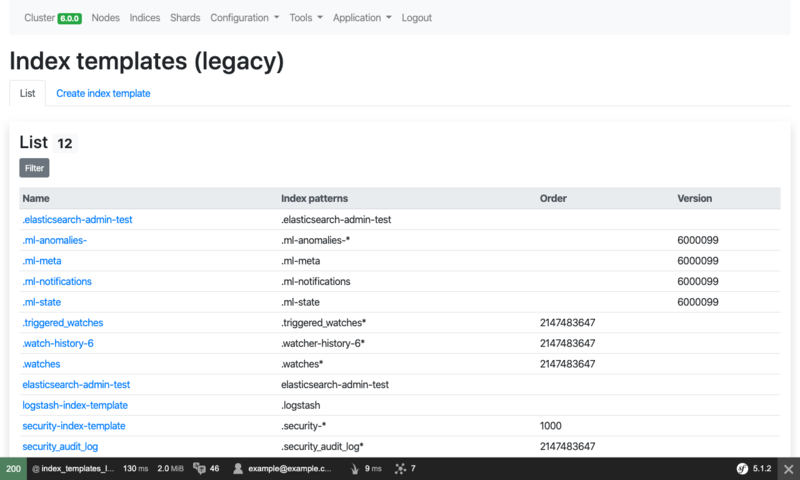 Cluster 6.0.0 Nodes Indices Shards Configuration Tools Application Logout
Index templates (legacy)
List Create index template
List 12
Filter
Name Index patterns Order Version
.elasticsearch-admin-test .elasticsearch-admin-test
.ml-anomalies- .ml-anomalies-* 6000099
.ml-meta .ml-meta 6000099
.ml-notifications .ml-notifications 6000099
.ml-state .ml-state 6000099
.triggered_watches .triggered_watches* 2147483647
.watch-history-6 .watcher-history-6* 2147483647
.watches .watches* 2147483647
elasticsearch-admin-test elasticsearch-admin-test
logstash-index-template .logstash
security-index-template .security-* 1000
security_audit_log .security_audit_log* 2147483647
200 @ index_templates_l... 130 ms 2.0 MiB 46 example@example.c... 9 ms 7 sf 5.1.2